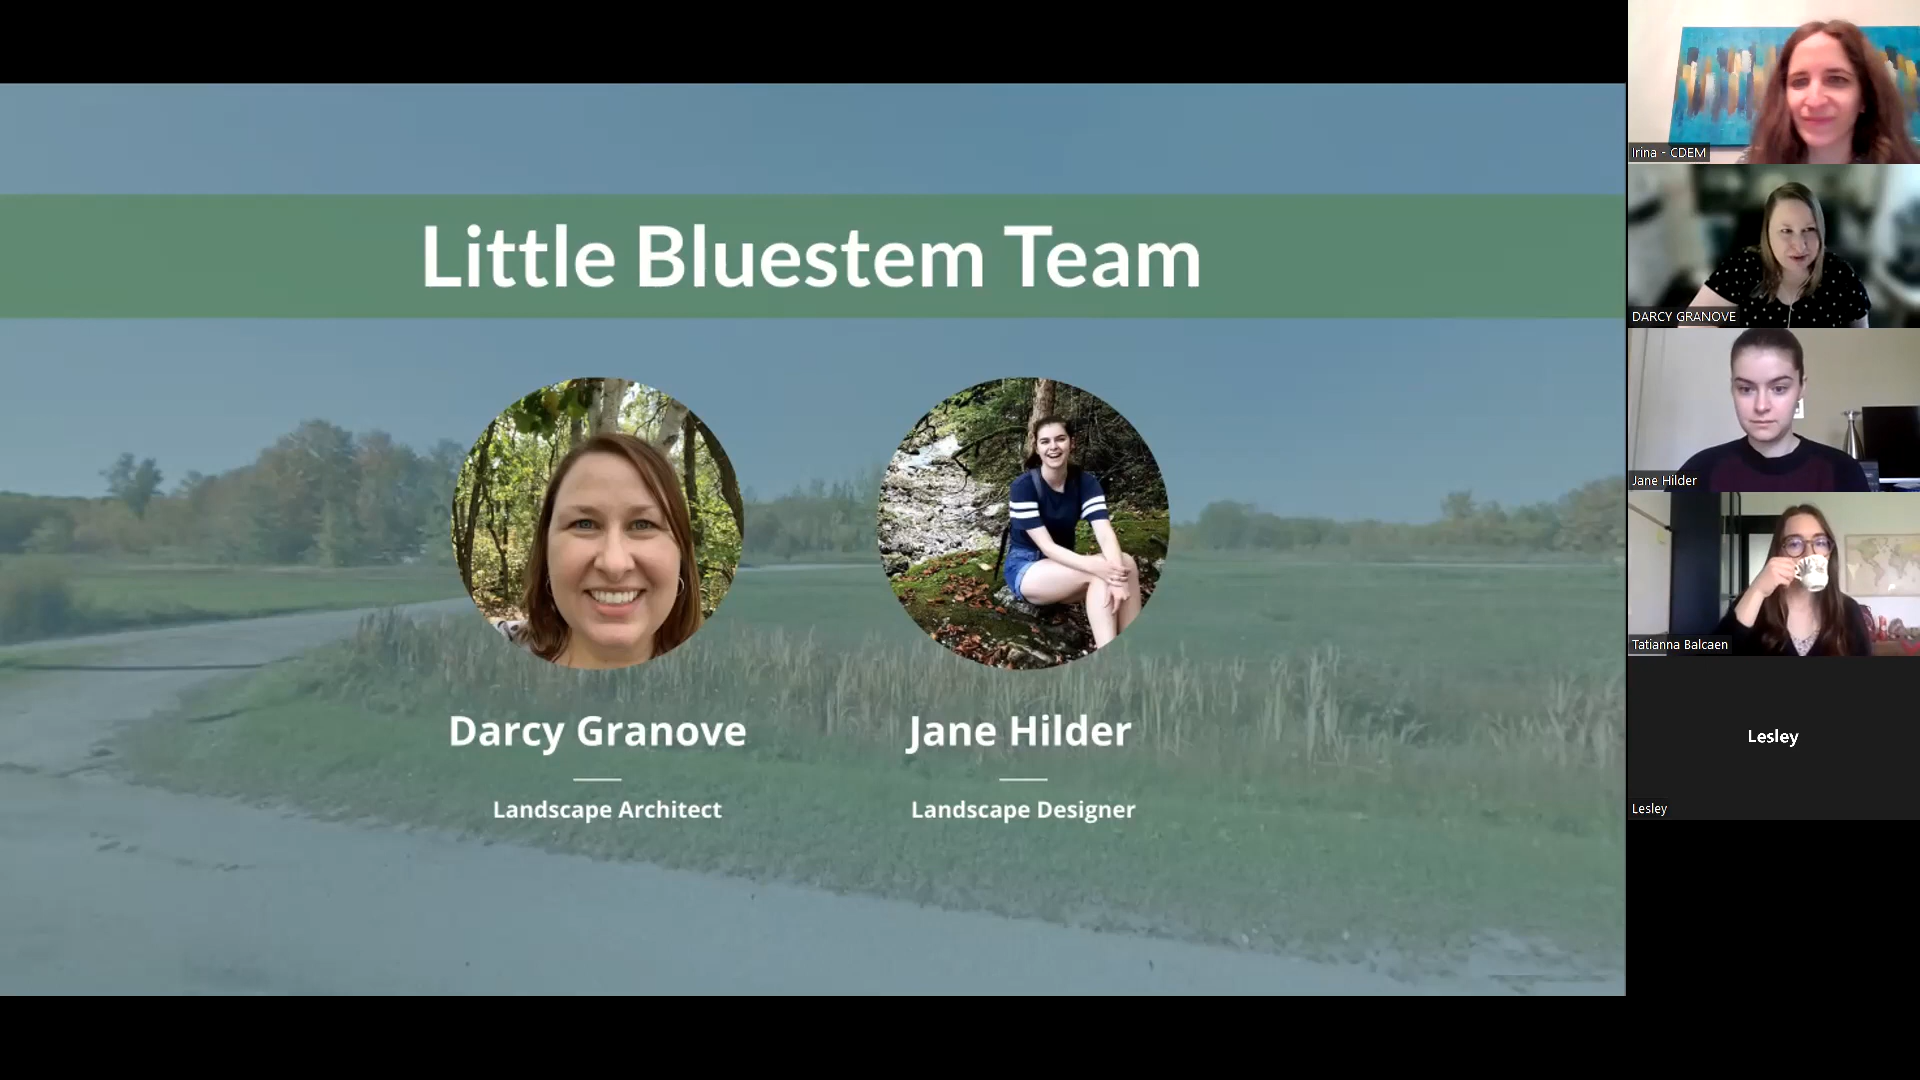 Little Bluestem Team
Darcy Granove
Landscape Architect
Jane Hilder
Landscape Designer
Irina - CDEM
DARCY GRANOVE
Jane Hilder
Tatianna Balcaen
Lesley
Lesley